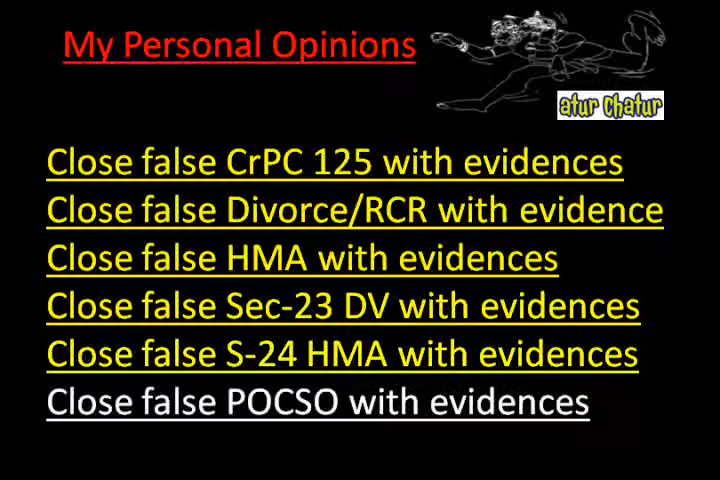 My Personal Opinions
atur chatur
Close false CrPC 125 with evidences
Close false Divorce/RCR with evidence
Close false HMA with evidences
Close false Sec-23 DV with evidences
Close false S-24 HMA with evidences
Close false POCSO with evidences